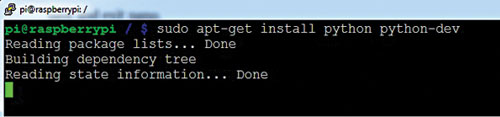 pi@raspberrypi: /
pi@raspberrypi / $ sudo apt-get install python python-dev
Reading package lists... Done
Building dependency tree
Reading state information... Done